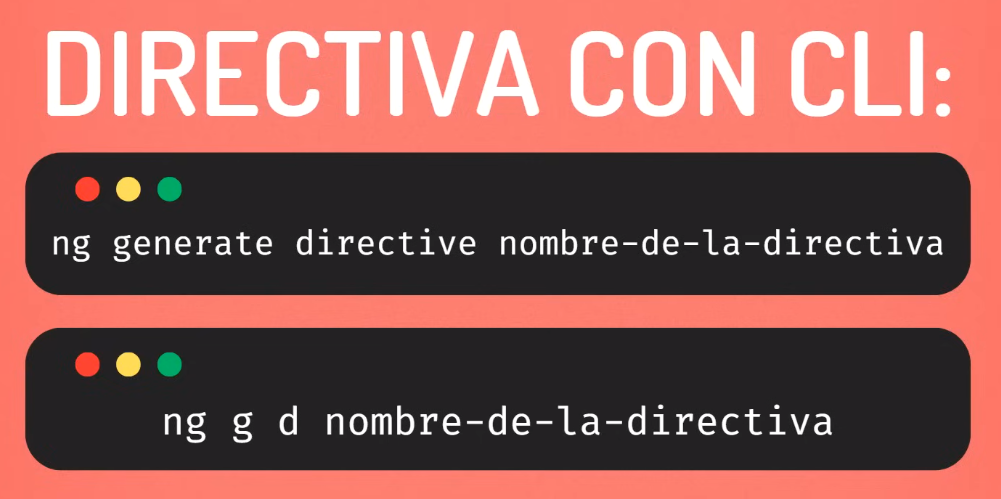 DIRECTIVA CON CLI:
ng generate directive nombre-de-la-directiva
ng g d nombre-de-la-directiva